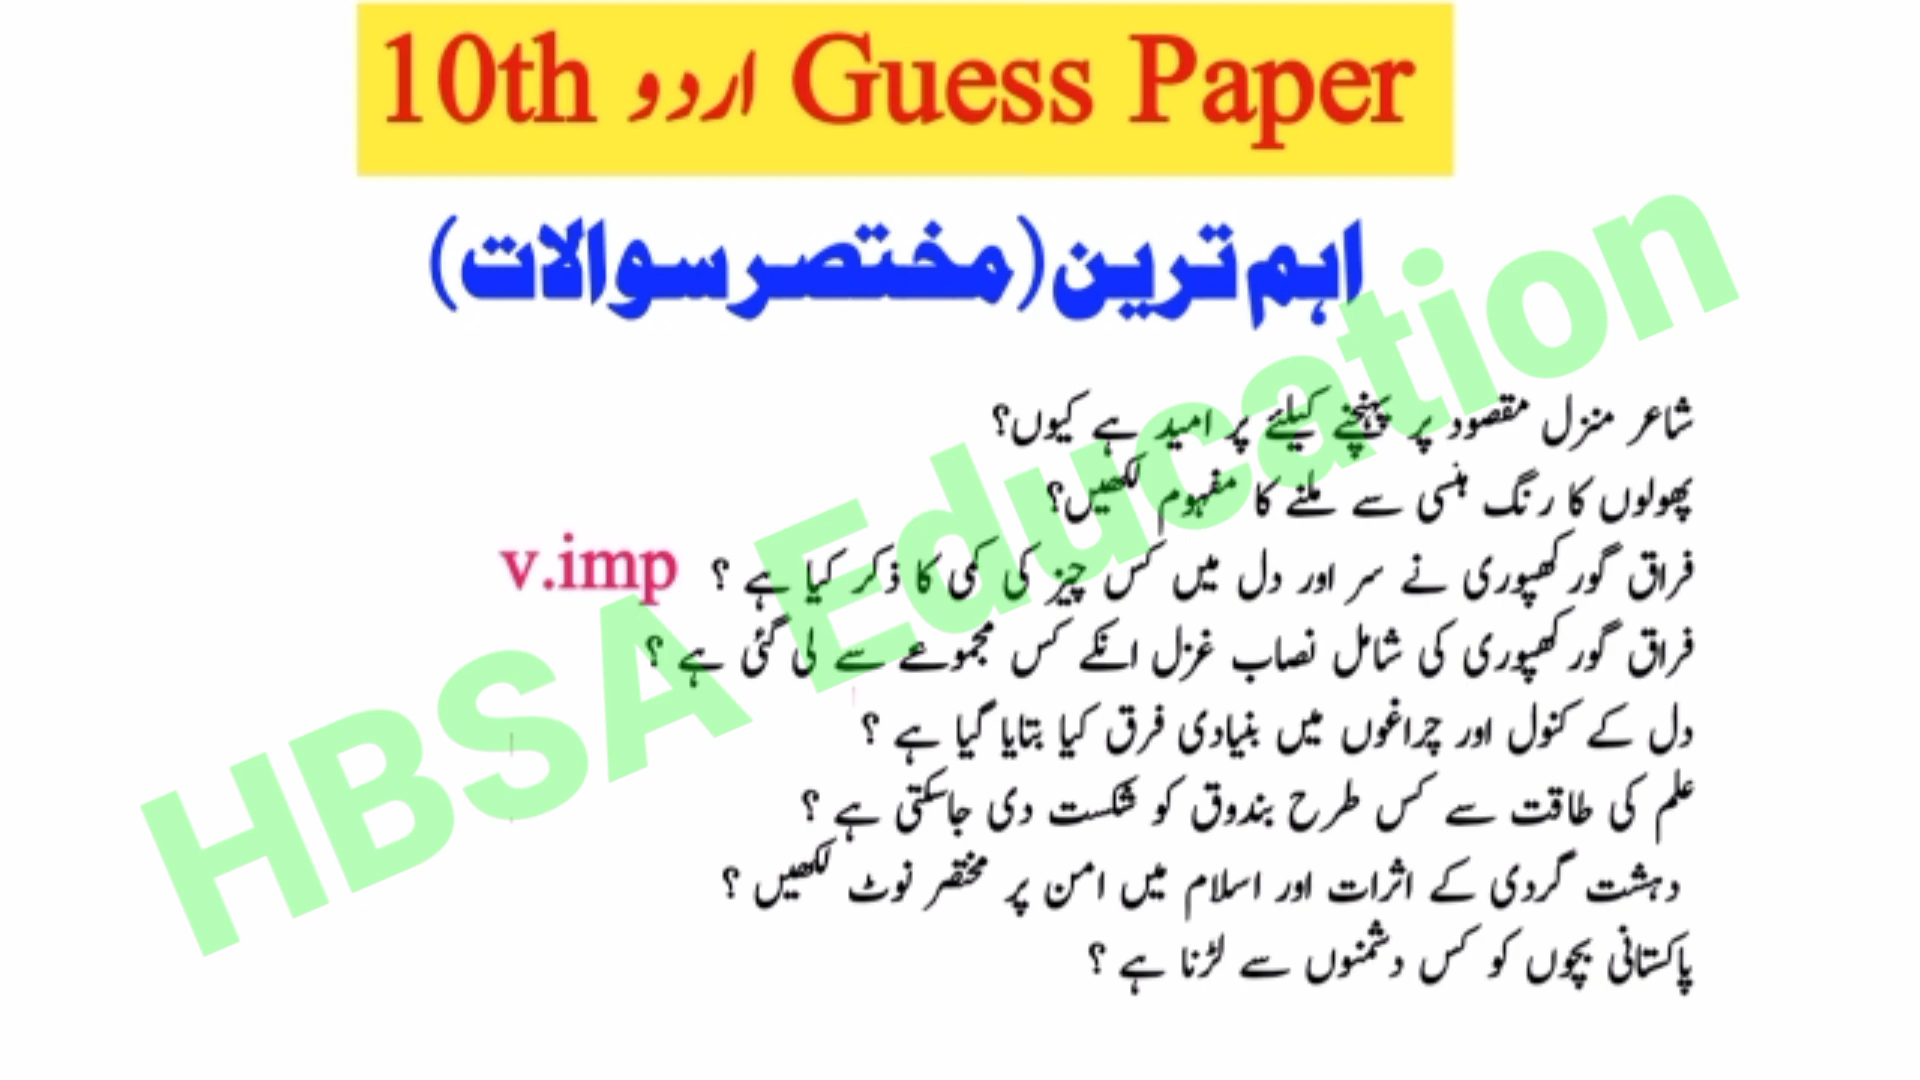 10th اردو Guess Paper
اہم ترین (مختصر سوالات)
شاعر منزل مقصود پر پہنچنے کیلئے پر امید ہے کیوں؟
پھولوں کا رنگ ہنسی سے ملنے کا مفہوم لکھیں؟
فراق گورکھپوری نے سر اور دل میں کس چیز کی کمی کا ذکر کیا ہے ؟ v.imp
فراق گورکھپوری کی شامل نصاب غزل انکے کس مجموعے سے لی گئی ہے ؟
دل کے کنول اور چراغوں میں بنیادی فرق کیا بتایا گیا ہے ؟
علم کی طاقت سے کس طرح بندوق کو شکست دی جاسکتی ہے ؟
دہشت گردی کے اثرات اور اسلام میں امن پر مختصر نوٹ لکھیں ؟
پاکستانی بچوں کو کس دشمنوں سے لڑنا ہے ؟
HBSA Education